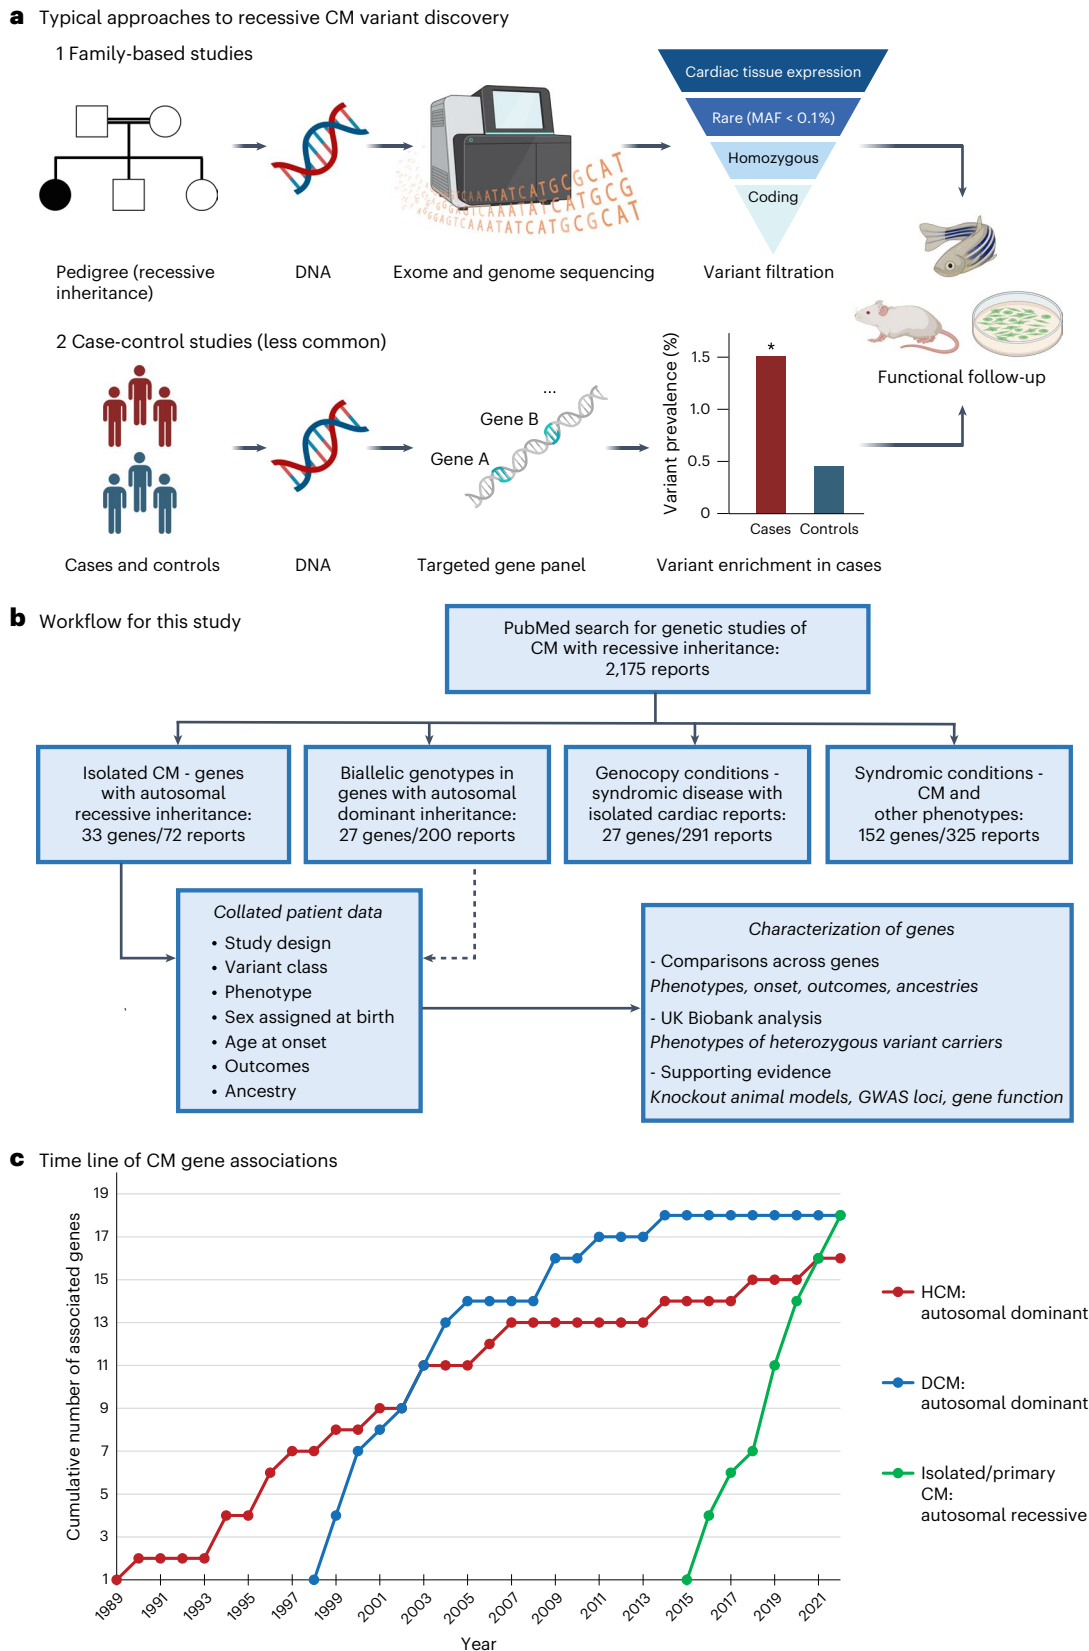 a Typical approaches to recessive CM variant discovery
1 Family-based studies
Cardiac tissue expression
Rare (MAF < 0.1%)
Homozygous
Coding
Pedigree (recessive
inheritance)
DNA
Exome and genome sequencing
Variant filtration
2 Case-control studies (less common)
...
Gene B
Gene A
Variant prevalence (%)
1.5
1.0
0.5
0
*
Cases
Controls
Functional follow-up
Cases and controls
DNA
Targeted gene panel
Variant enrichment in cases
b Workflow for this study
PubMed search for genetic studies of
CM with recessive inheritance:
2,175 reports
Isolated CM - genes
with autosomal
recessive inheritance:
33 genes/72 reports
Biallelic genotypes in
genes with autosomal
dominant inheritance:
27 genes/200 reports
Genocopy conditions -
syndromic disease with
isolated cardiac reports:
27 genes/291 reports
Syndromic conditions -
CM and
other phenotypes:
152 genes/325 reports
Collated patient data
• Study design
• Variant class
• Phenotype
• Sex assigned at birth
• Age at onset
• Outcomes
• Ancestry
Characterization of genes
- Comparisons across genes
Phenotypes, onset, outcomes, ancestries
- UK Biobank analysis
Phenotypes of heterozygous variant carriers
- Supporting evidence
Knockout animal models, GWAS loci, gene function
c Time line of CM gene associations
Cumulative number of associated genes
19
17
15
13
11
9
7
5
3
1
1989
1991
1993
1995
1997
1999
2001
2003
2005
2007
2009
2011
2013
2015
2017
2019
2021
Year
HCM:
autosomal dominant
DCM:
autosomal dominant
Isolated/primary
CM:
autosomal recessive